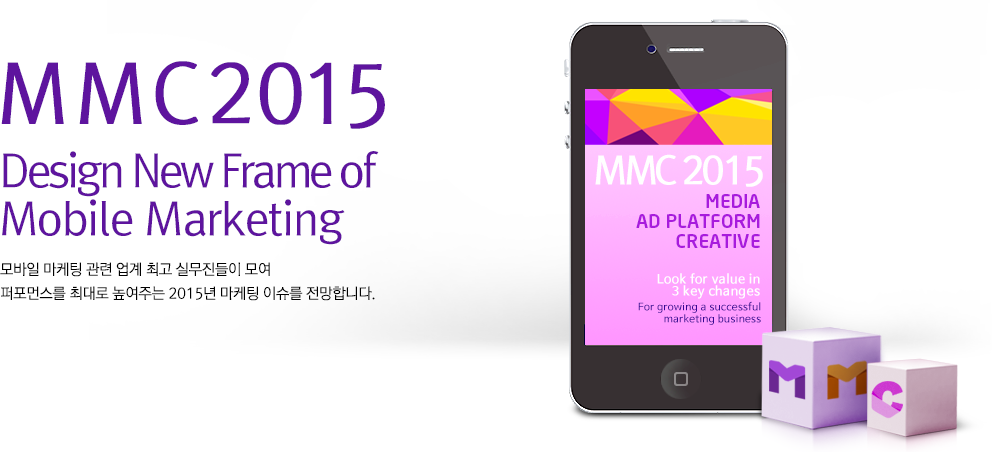 MMC2015
Design New Frame of
Mobile Marketing
모바일 마케팅 관련 업계 최고 실무진들이 모여
퍼포먼스를 최대로 높여주는 2015년 마케팅 이슈를 전망합니다.
MMC 2015
MEDIA
AD PLATFORM
CREATIVE
Look for value in
3 key changes
For growing a successful
marketing business
M M C